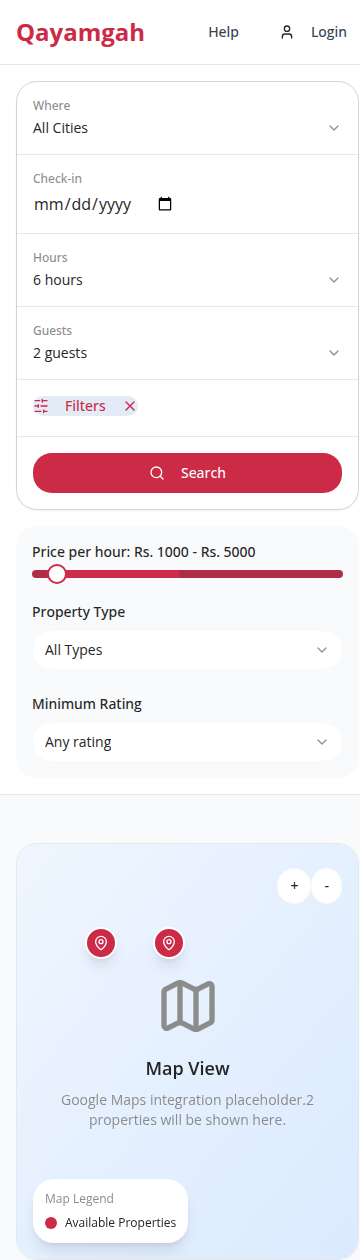 Qayamgah
Help
Login
Where
All Cities
Check-in
mm/dd/yyyy
Hours
6 hours
Guests
2 guests
Filters
Search
Price per hour: Rs. 1000 - Rs. 5000
Property Type
All Types
Minimum Rating
Any rating
+
-
Map View
Google Maps integration placeholder.2
properties will be shown here.
Map Legend
Available Properties